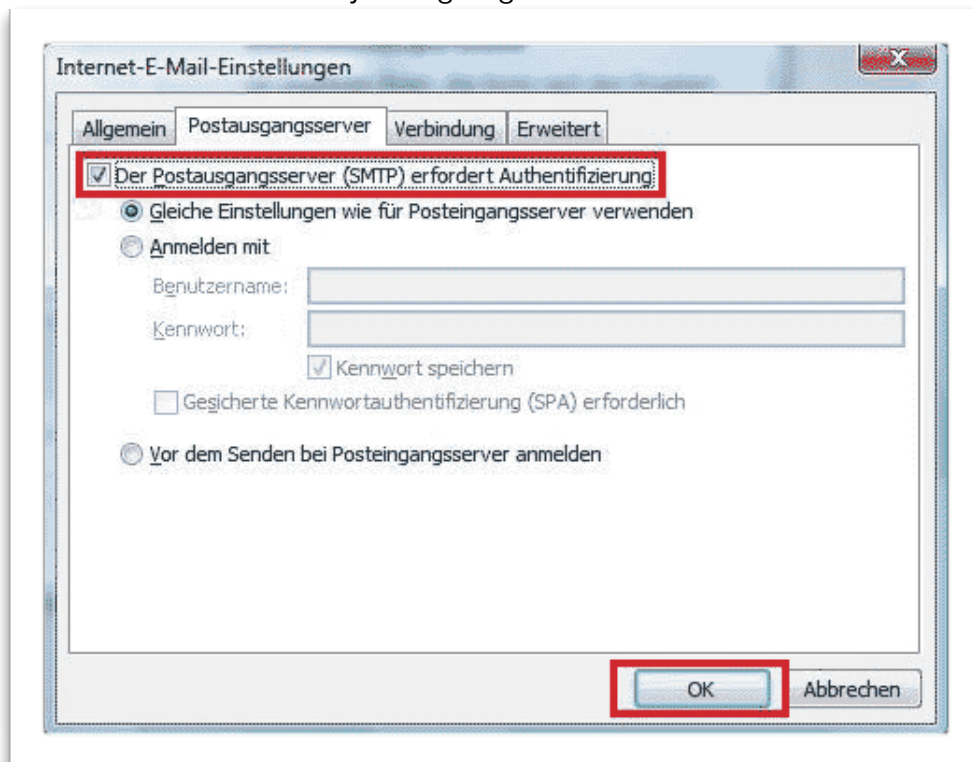 Internet-E-Mail-Einstellungen
Allgemein Postausgangsserver Verbindung Erweitert
Der Postausgangsserver (SMTP) erfordert Authentifizierung
Gleiche Einstellungen wie für Posteingangsserver verwenden
Anmelden mit
Benutzername:
Kennwort:
Kennwort speichern
Gesicherte Kennwortauthentifizierung (SPA) erforderlich
Vor dem Senden bei Posteingangsserver anmelden
OK Abbrechen